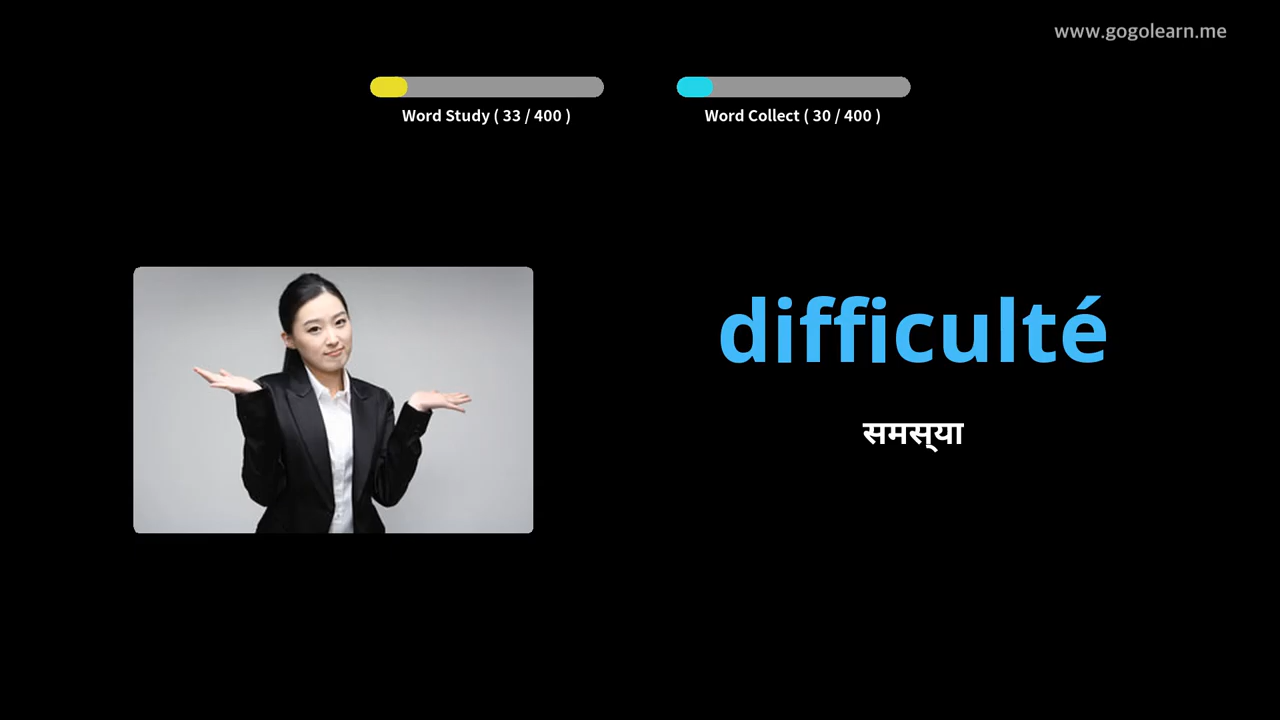 www.gogolearn.me
Word Study ( 33 / 400 )
Word Collect ( 30 / 400 )
difficulté
समस्या